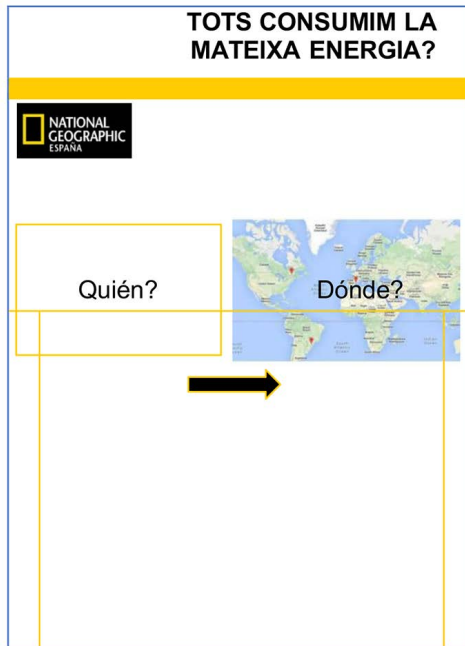 TOTS CONSUMIM LA
MATEIXA ENERGIA?
NATIONAL
GEOGRAPHIC
ESPAÑA
Quién?
Dónde?